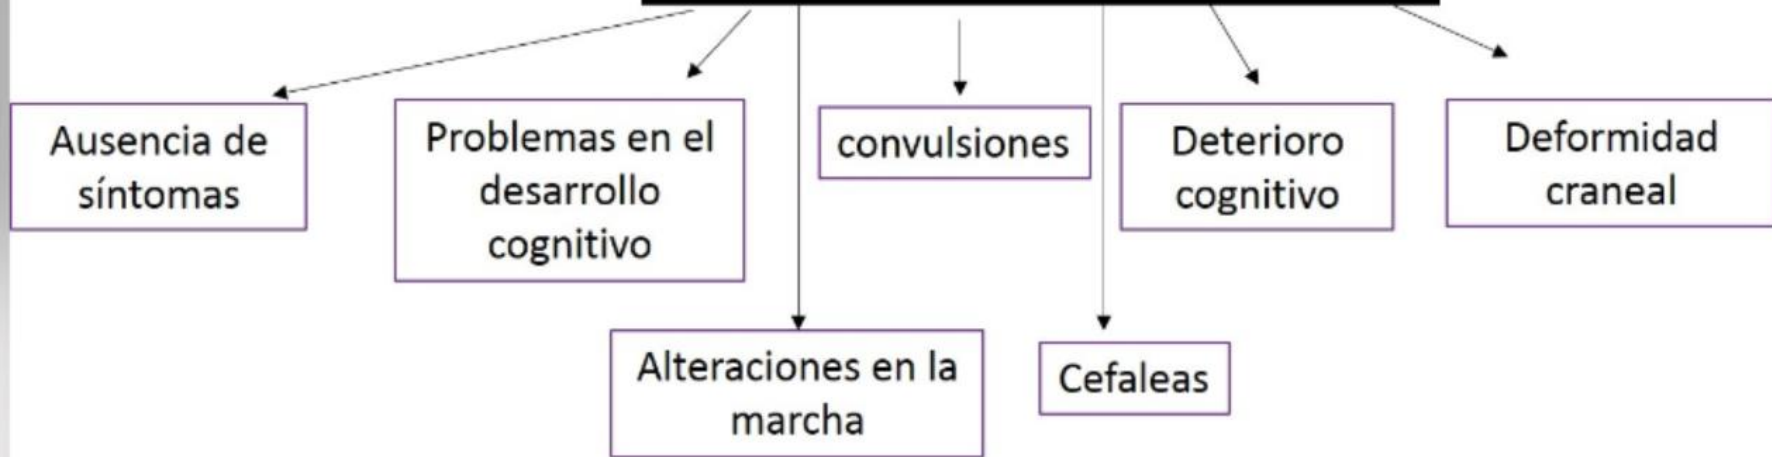 Ausencia de
síntomas
Problemas en el
desarrollo
cognitivo
convulsiones
Deterioro
cognitivo
Deformidad
craneal
Alteraciones en la
marcha
Cefaleas